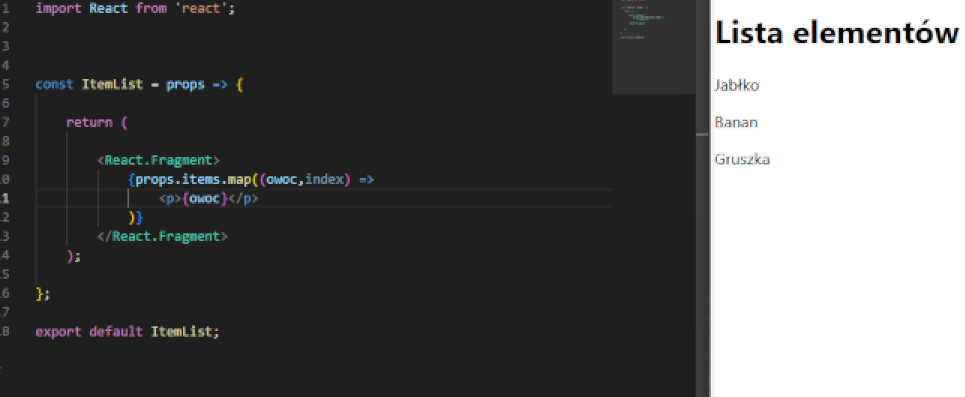 1 import React from 'react';
2
3
4
5 const ItemList = props => {
6
7 return (
8
9 <React.Fragment>
10 {props.items.map((owoc,index) =>
11 <p>{owoc}</p>
12 )}
13 </React.Fragment>
14 );
15
16 };
17
18 export default ItemList;
Lista elementów
Jabłko
Banan
Gruszka